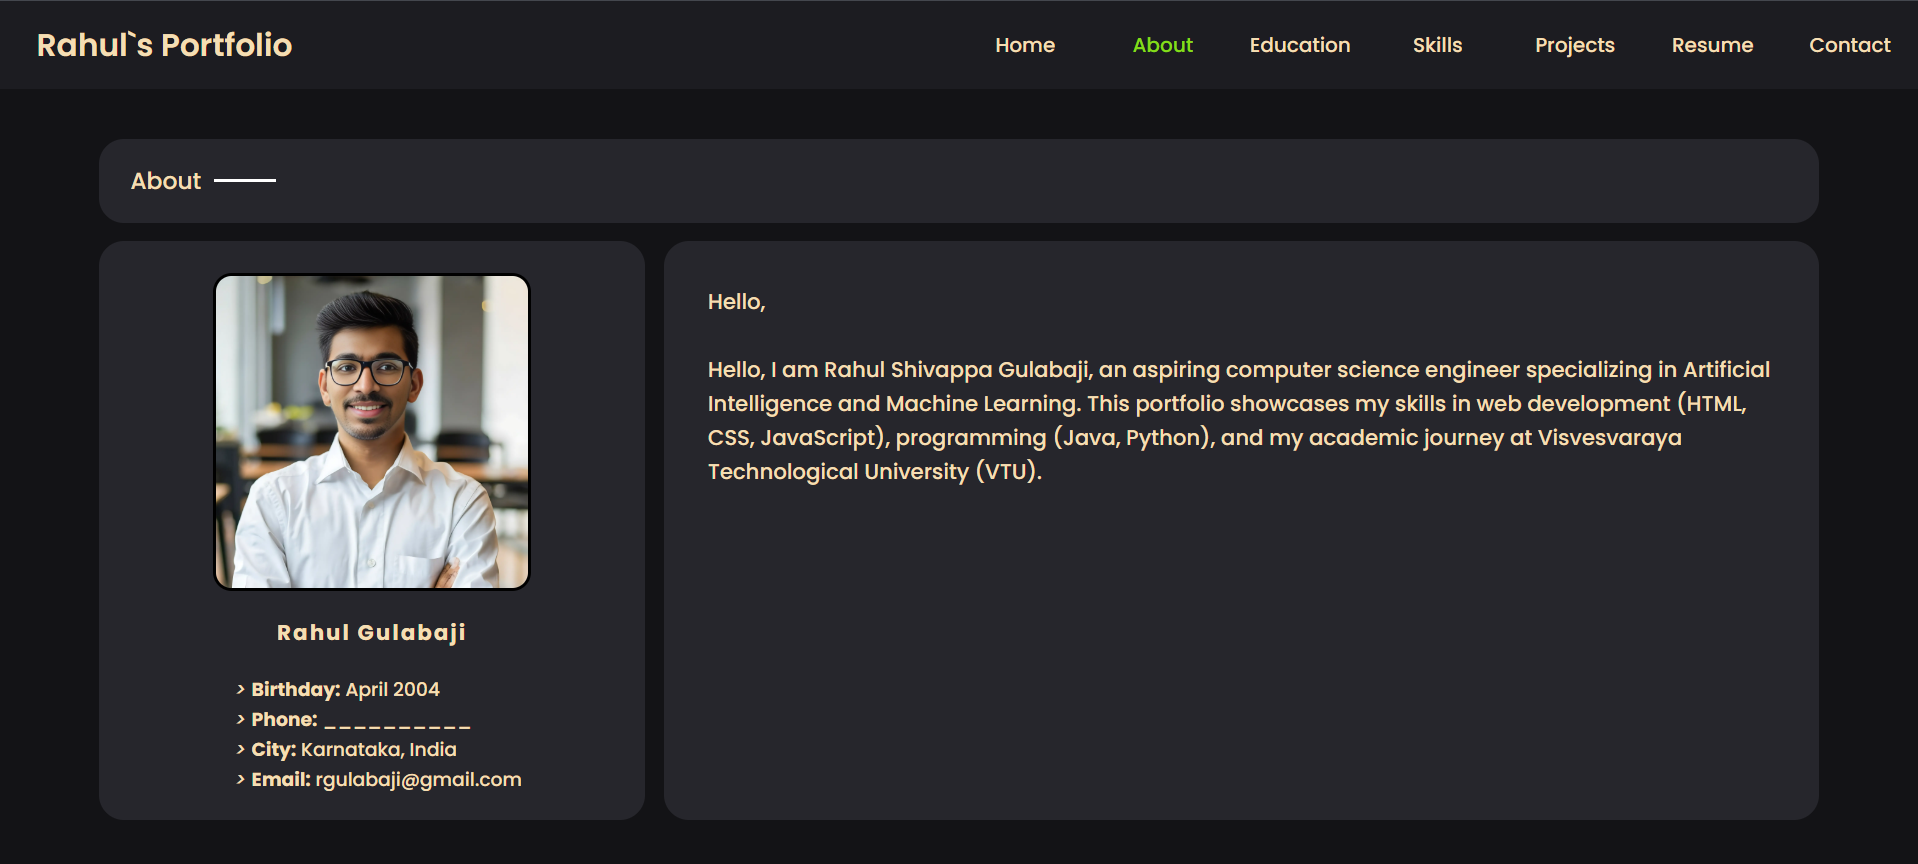 Rahul`s Portfolio
Home About Education Skills Projects Resume Contact
About
Rahul Gulabaji
> Birthday: April 2004
> Phone: __________
> City: Karnataka, India
> Email: rgulabaji@gmail.com
Hello,
Hello, I am Rahul Shivappa Gulabaji, an aspiring computer science engineer specializing in Artificial
Intelligence and Machine Learning. This portfolio showcases my skills in web development (HTML,
CSS, JavaScript), programming (Java, Python), and my academic journey at Visvesvaraya
Technological University (VTU).